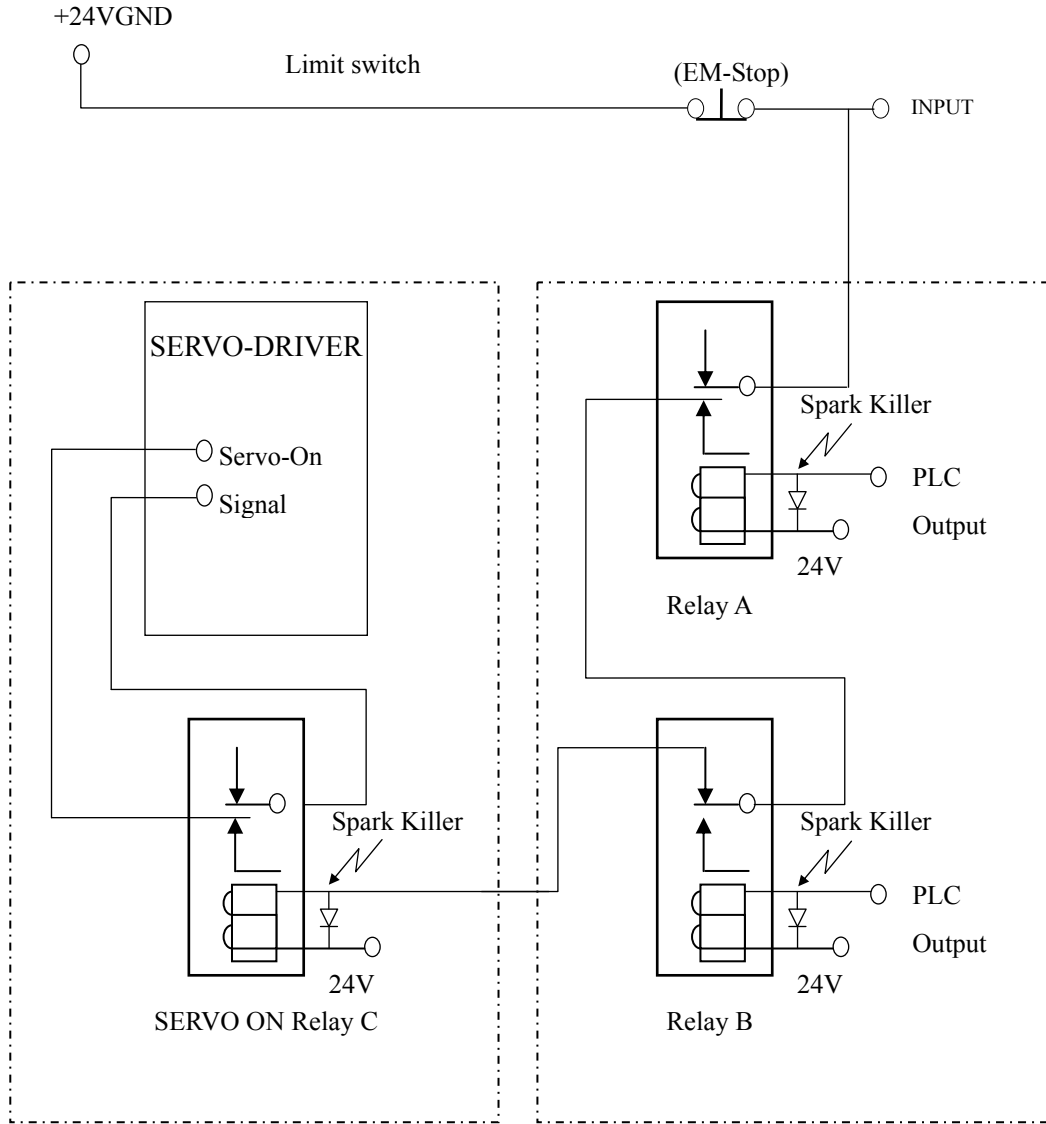 +24VGND
Limit switch
(EM-Stop)
INPUT
SERVO-DRIVER
Servo-On
Signal
Spark Killer
PLC
Output
24V
Relay A
Spark Killer
24V
SERVO ON Relay C
Spark Killer
PLC
Output
24V
Relay B